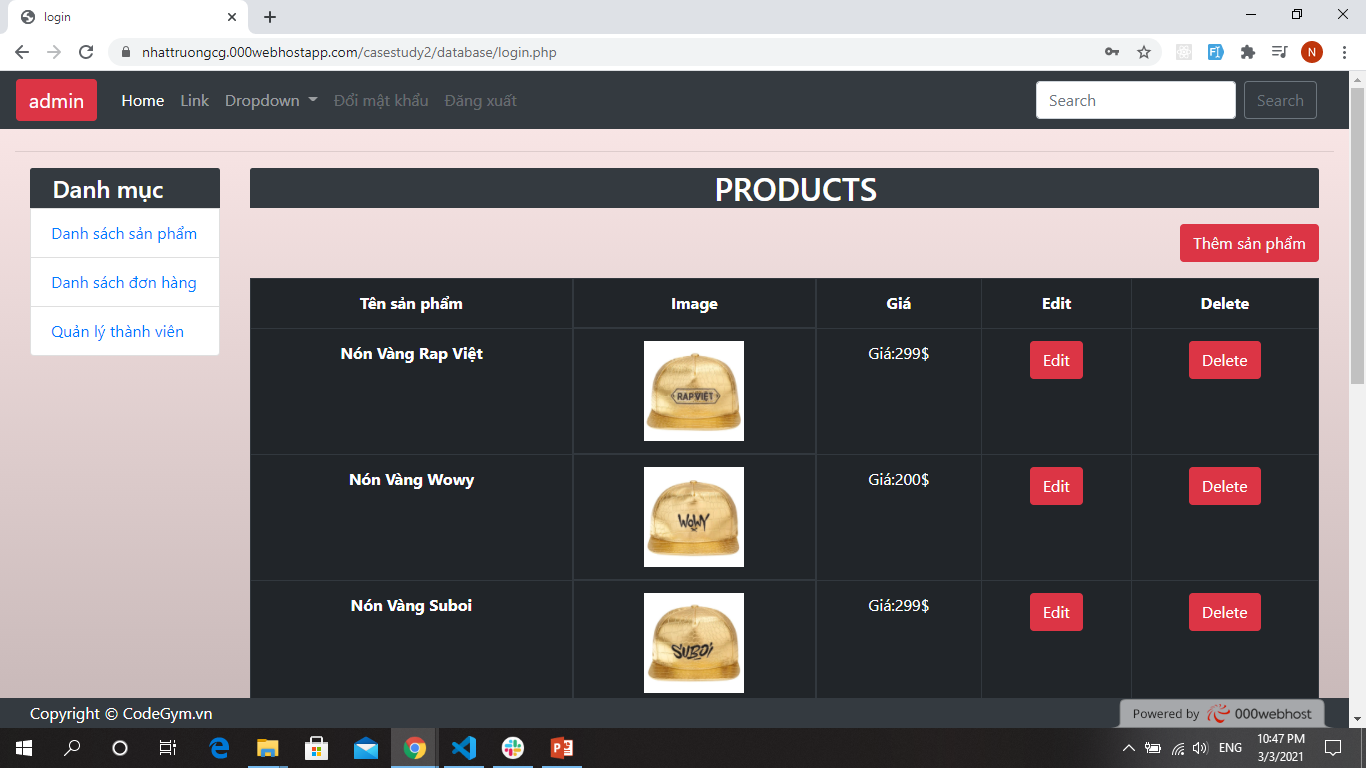 login
nhattruongcg.000webhostapp.com/casestudy2/database/login.php
N
admin Home Link Dropdown Đổi mật khẩu Đăng xuất Search Search
Danh mục
Danh sách sản phẩm
Danh sách đơn hàng
Quản lý thành viên
PRODUCTS
Thêm sản phẩm
Tên sản phẩm Image Giá Edit Delete
Nón Vàng Rap Việt RAP VIỆT Giá:299$ Edit Delete
Nón Vàng Wowy WOWY Giá:200$ Edit Delete
Nón Vàng Suboi SUBOI Giá:299$ Edit Delete
Copyright © CodeGym.vn
Powered by 000webhost
ENG
10:47 PM
3/3/2021